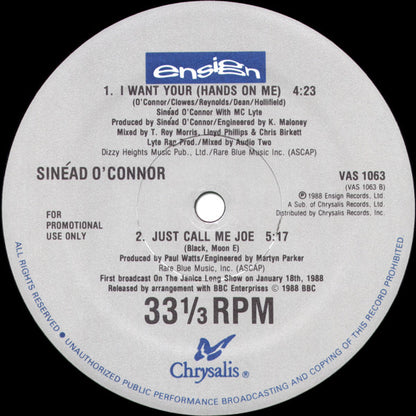 ensign
1. I WANT YOUR (HANDS ON ME) 4:23
(O'Connor/Clowes/Reynolds/Dean/Hollifield)
Sinéad O'Connor With MC Lyte
Produced by Sinéad O'Connor/Engineered by K. Maloney
Mixed by T. Roy Morris, Lloyd Phillips & Chris Birkett
Lyte Rap Prod./Mixed by Audio Two
Dizzy Heights Music Pub., Ltd./Rare Blue Music Inc. (ASCAP)
SINÉAD O'CONNOR
VAS 1063
(VAS 1063 B)
℗ 1988 Ensign Records, Ltd.
A Sub. of Chrysalis Records, Ltd.
Distributed by Chrysalis Records, Inc.
FOR
PROMOTIONAL
USE ONLY
2. JUST CALL ME JOE 5:17
(Black, Moon E)
Produced by Paul Watts/Engineered by Martyn Parker
Rare Blue Music, Inc. (ASCAP)
First broadcast On The Janice Long Show on January 18th, 1988
Released by arrangement with BBC Enterprises © 1988 BBC
33⅓ RPM
Chrysalis ®
ALL RIGHTS RESERVED • UNAUTHORIZED PUBLIC PERFORMANCE BROADCASTING AND COPYING OF THIS RECORD PROHIBITED.